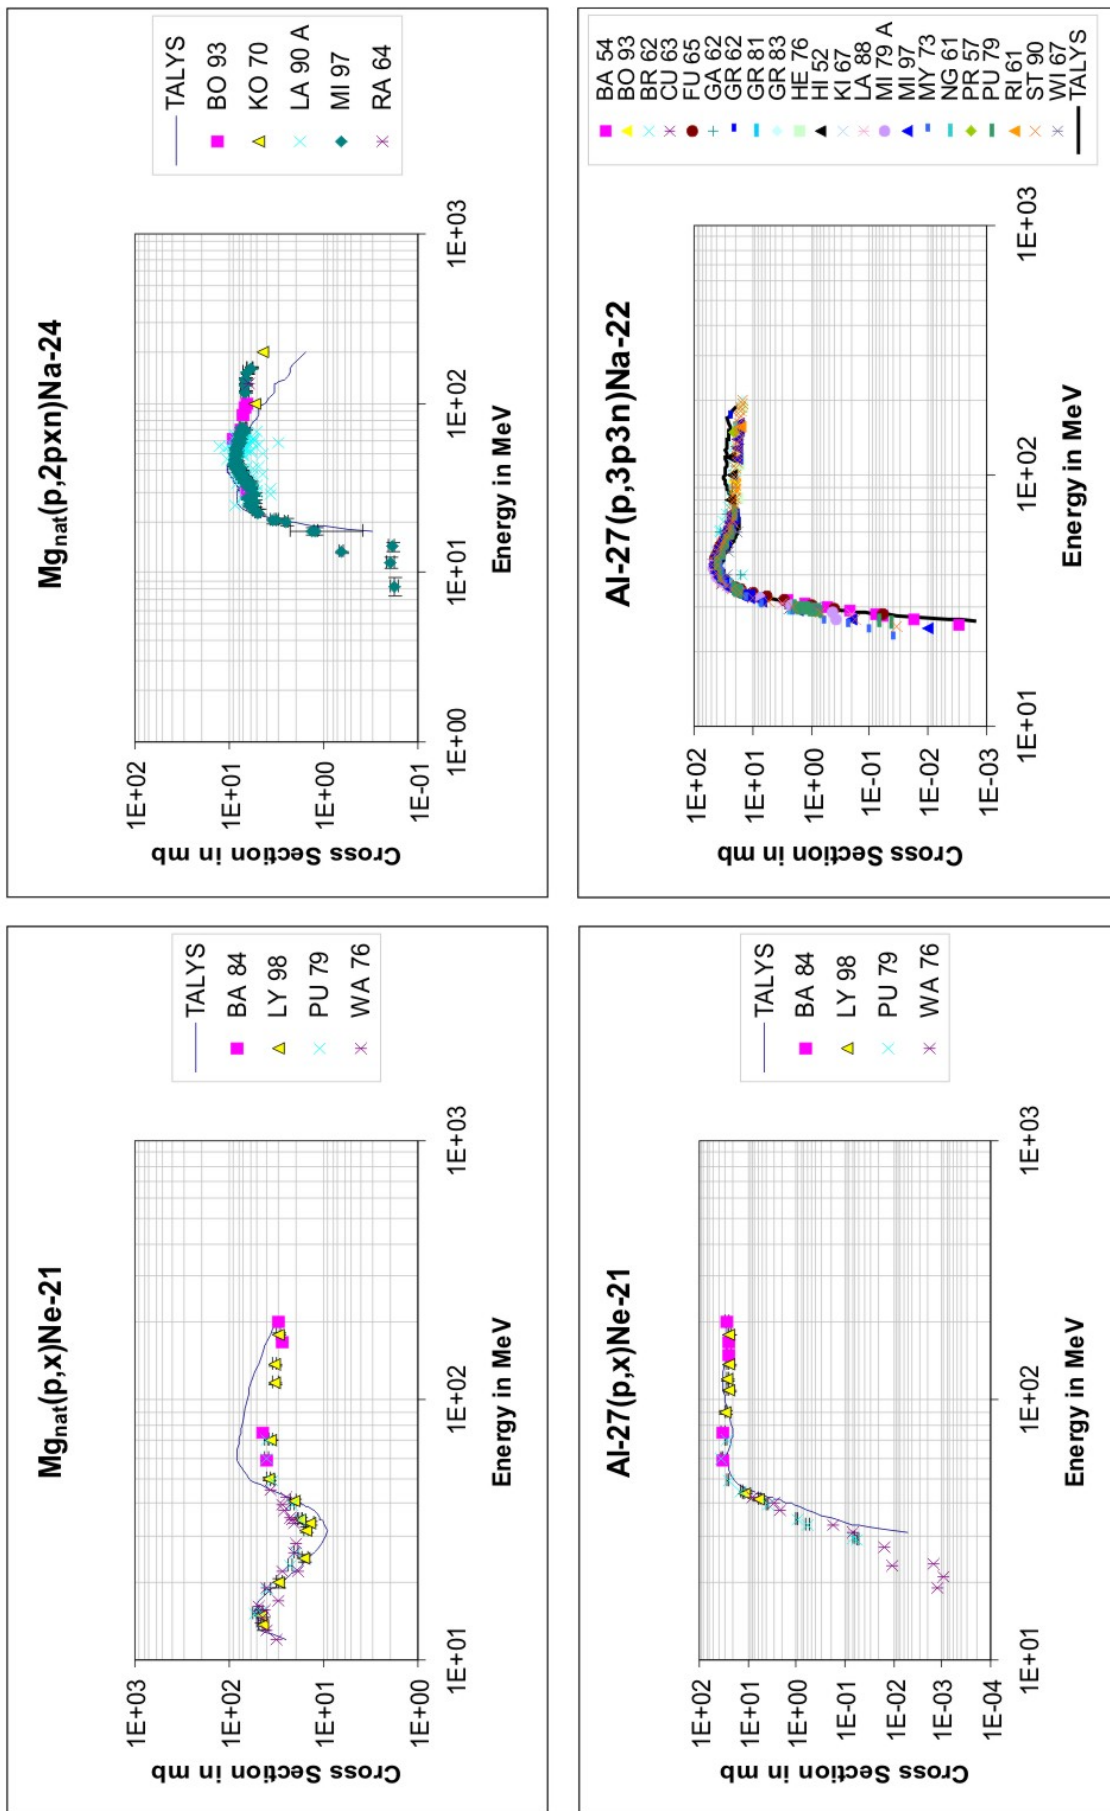 Mgnat(p,x)Ne-21
1E+03
1E+02
1E+01
1E+00
Cross Section in mb
1E+01
1E+02
1E+03
Energy in MeV
TALYS
BA 84
LY 98
PU 79
WA 76
Mgnat(p,2pxn)Na-24
1E+02
1E+01
1E+00
1E-01
Cross Section in mb
1E+00
1E+01
1E+02
1E+03
Energy in MeV
TALYS
BO 93
KO 70
LA 90 A
MI 97
RA 64
Al-27(p,x)Ne-21
1E+02
1E+01
1E+00
1E-01
1E-02
1E-03
1E-04
Cross Section in mb
1E+01
1E+02
1E+03
Energy in MeV
TALYS
BA 84
LY 98
PU 79
WA 76
Al-27(p,3p3n)Na-22
1E+02
1E+01
1E+00
1E-01
1E-02
1E-03
Cross Section in mb
1E+01
1E+02
1E+03
Energy in MeV
BA 54
BO 93
BR 62
CU 63
FU 65
GA 62
GR 62
GR 81
GR 83
HE 76
HI 52
KI 67
LA 88
MI 79 A
MI 97
MY 73
NG 61
PR 57
PU 79
RI 61
ST 90
WI 67
TALYS